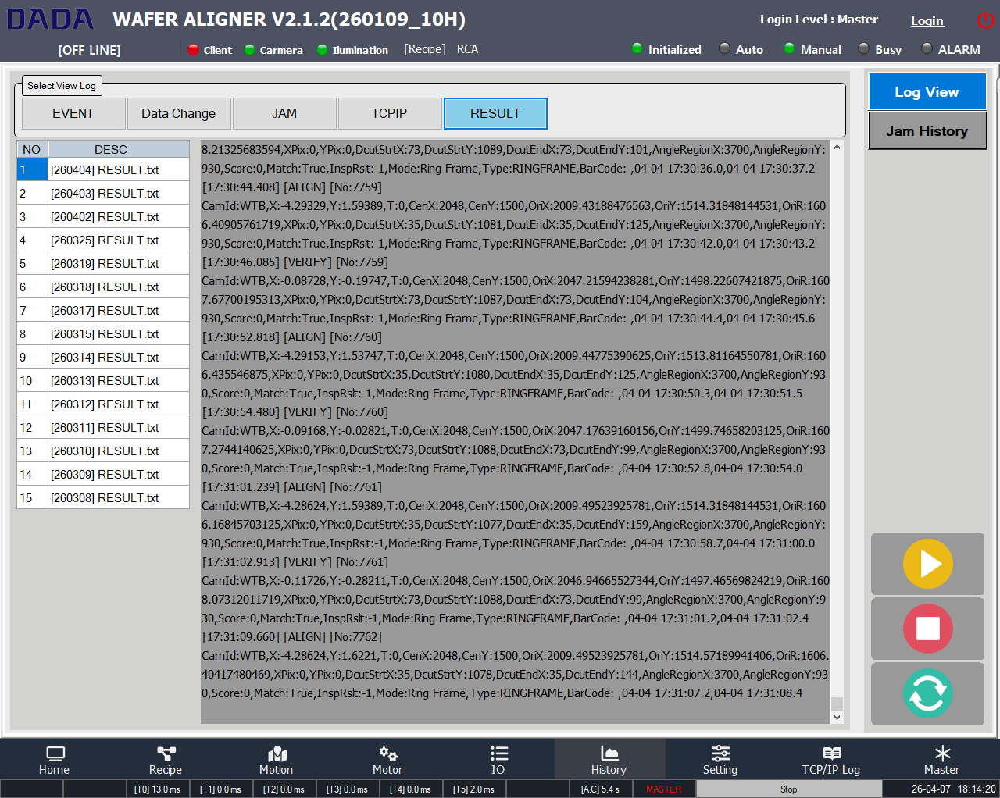 DADA
WAFER ALIGNER V2.1.2(260109_10H)
Login Level : Master
Login
[OFF LINE]
Client
Carmera
Ilumination
[Recipe]
RCA
Initialized
Auto
Manual
Busy
ALARM
Select View Log
EVENT
Data Change
JAM
TCPIP
RESULT
Log View
Jam History
NO DESC
1 [260404] RESULT.txt
2 [260403] RESULT.txt
3 [260402] RESULT.txt
4 [260325] RESULT.txt
5 [260319] RESULT.txt
6 [260318] RESULT.txt
7 [260317] RESULT.txt
8 [260315] RESULT.txt
9 [260314] RESULT.txt
10 [260313] RESULT.txt
11 [260312] RESULT.txt
12 [260311] RESULT.txt
13 [260310] RESULT.txt
14 [260309] RESULT.txt
15 [260308] RESULT.txt
8.21325683594,XPix:0,YPix:0,DcutStrtX:73,DcutStrtY:1089,DcutEndX:73,DcutEndY:101,AngleRegionX:3700,AngleRegionY:
930,Score:0,Match:True,InspRslt:-1,Mode:Ring Frame,Type:RINGFRAME,BarCode: ,04-04 17:30:36.0,04-04 17:30:37.2
[17:30:44.408] [ALIGN] [No:7759]
CamId:WTB,X:-4.29329,Y:1.59389,T:0,CenX:2048,CenY:1500,OriX:2009.43188476563,OriY:1514.31848144531,OriR:160
6.40905761719,XPix:0,YPix:0,DcutStrtX:35,DcutStrtY:1081,DcutEndX:35,DcutEndY:125,AngleRegionX:3700,AngleRegionY:
930,Score:0,Match:True,InspRslt:-1,Mode:Ring Frame,Type:RINGFRAME,BarCode: ,04-04 17:30:42.0,04-04 17:30:43.2
[17:30:46.085] [VERIFY] [No:7759]
CamId:WTB,X:-0.08728,Y:-0.19747,T:0,CenX:2048,CenY:1500,OriX:2047.21594238281,OriY:1498.22607421875,OriR:160
7.67700195313,XPix:0,YPix:0,DcutStrtX:73,DcutStrtY:1087,DcutEndX:73,DcutEndY:104,AngleRegionX:3700,AngleRegionY:
930,Score:0,Match:True,InspRslt:-1,Mode:Ring Frame,Type:RINGFRAME,BarCode: ,04-04 17:30:44.4,04-04 17:30:45.6
[17:30:52.818] [ALIGN] [No:7760]
CamId:WTB,X:-4.29153,Y:1.53747,T:0,CenX:2048,CenY:1500,OriX:2009.44775390625,OriY:1513.81164550781,OriR:160
6.435546875,XPix:0,YPix:0,DcutStrtX:35,DcutStrtY:1080,DcutEndX:35,DcutEndY:125,AngleRegionX:3700,AngleRegionY:93
0,Score:0,Match:True,InspRslt:-1,Mode:Ring Frame,Type:RINGFRAME,BarCode: ,04-04 17:30:50.3,04-04 17:30:51.5
[17:30:54.480] [VERIFY] [No:7760]
CamId:WTB,X:-0.09168,Y:-0.02821,T:0,CenX:2048,CenY:1500,OriX:2047.17639160156,OriY:1499.74658203125,OriR:160
7.2744140625,XPix:0,YPix:0,DcutStrtX:73,DcutStrtY:1088,DcutEndX:73,DcutEndY:99,AngleRegionX:3700,AngleRegionY:93
0,Score:0,Match:True,InspRslt:-1,Mode:Ring Frame,Type:RINGFRAME,BarCode: ,04-04 17:30:52.8,04-04 17:30:54.0
[17:31:01.239] [ALIGN] [No:7761]
CamId:WTB,X:-4.28624,Y:1.59389,T:0,CenX:2048,CenY:1500,OriX:2009.49523925781,OriY:1514.31848144531,OriR:160
6.16845703125,XPix:0,YPix:0,DcutStrtX:35,DcutStrtY:1077,DcutEndX:35,DcutEndY:159,AngleRegionX:3700,AngleRegionY:
930,Score:0,Match:True,InspRslt:-1,Mode:Ring Frame,Type:RINGFRAME,BarCode: ,04-04 17:30:58.7,04-04 17:31:00.0
[17:31:02.913] [VERIFY] [No:7761]
CamId:WTB,X:-0.11726,Y:-0.28211,T:0,CenX:2048,CenY:1500,OriX:2046.94665527344,OriY:1497.46569824219,OriR:160
8.07312011719,XPix:0,YPix:0,DcutStrtX:73,DcutStrtY:1088,DcutEndX:73,DcutEndY:99,AngleRegionX:3700,AngleRegionY:9
30,Score:0,Match:True,InspRslt:-1,Mode:Ring Frame,Type:RINGFRAME,BarCode: ,04-04 17:31:01.2,04-04 17:31:02.4
[17:31:09.660] [ALIGN] [No:7762]
CamId:WTB,X:-4.28624,Y:1.6221,T:0,CenX:2048,CenY:1500,OriX:2009.49523925781,OriY:1514.57189941406,OriR:1606.
40417480469,XPix:0,YPix:0,DcutStrtX:35,DcutStrtY:1078,DcutEndX:35,DcutEndY:144,AngleRegionX:3700,AngleRegionY:93
0,Score:0,Match:True,InspRslt:-1,Mode:Ring Frame,Type:RINGFRAME,BarCode: ,04-04 17:31:07.2,04-04 17:31:08.4
Home
Recipe
Motion
Motor
IO
History
Setting
TCP/IP Log
Master
[T0] 13.0 ms
[T1] 0.0 ms
[T2] 0.0 ms
[T3] 0.0 ms
[T4] 0.0 ms
[T5] 2.0 ms
[A.C] 5.4 s
MASTER
Stop
26-04-07 18:14:20